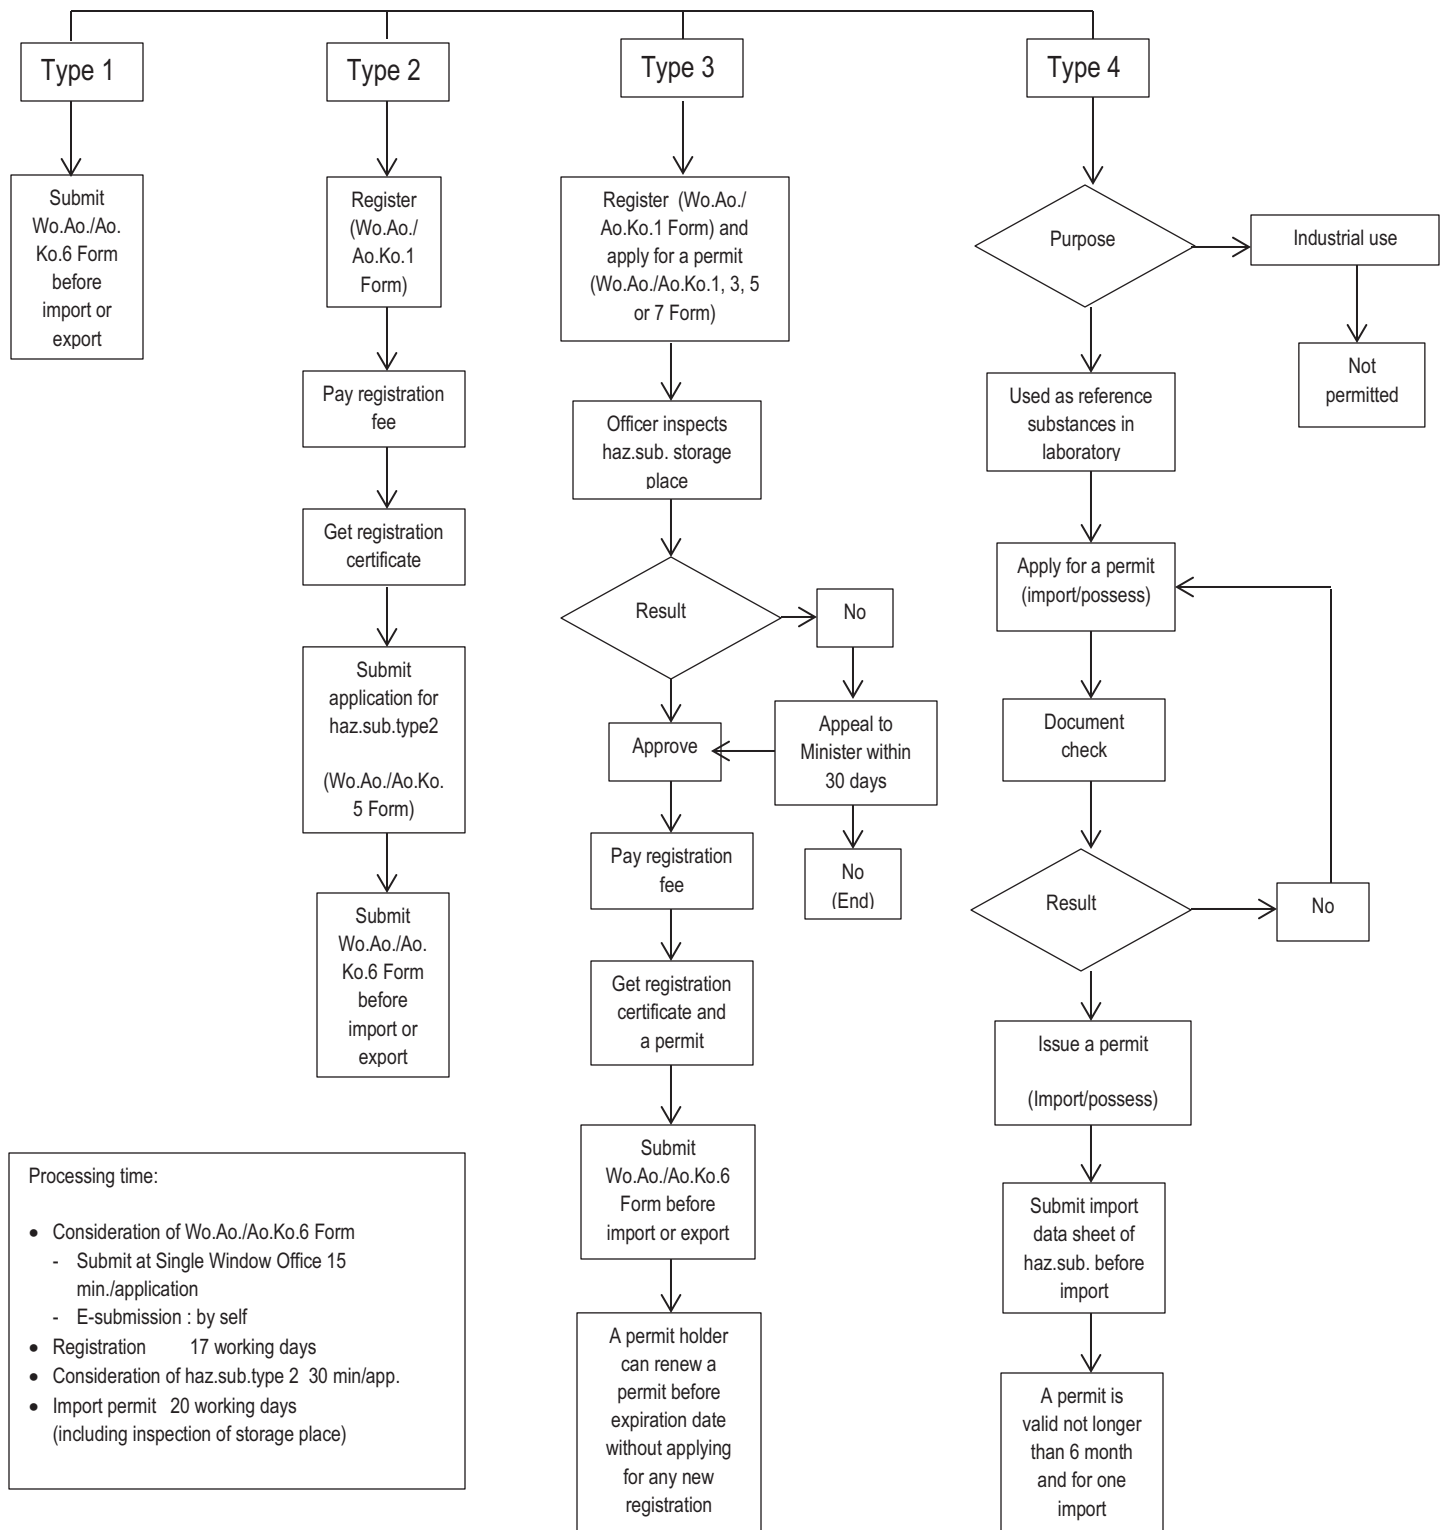 Type 1
Type 2
Type 3
Type 4
Submit
Wo.Ao./Ao.
Ko.6 Form
before
import or
export
Register
(Wo.Ao./
Ao.Ko.1
Form)
Pay registration
fee
Get registration
certificate
Submit
application for
haz.sub.type2
(Wo.Ao./Ao.Ko.
5 Form)
Submit
Wo.Ao./Ao.
Ko.6 Form
before
import or
export
Register (Wo.Ao./
Ao.Ko.1 Form) and
apply for a permit
(Wo.Ao./Ao.Ko.1, 3, 5
or 7 Form)
Officer inspects
haz.sub. storage
place
Result
No
Appeal to
Minister within
30 days
No
(End)
Approve
Pay registration
fee
Get registration
certificate and
a permit
Submit
Wo.Ao./Ao.Ko.6
Form before
import or export
A permit holder
can renew a
permit before
expiration date
without applying
for any new
registration
Purpose
Industrial use
Not
permitted
Used as reference
substances in
laboratory
Apply for a permit
(import/possess)
Document
check
Result
No
Issue a permit
(Import/possess)
Submit import
data sheet of
haz.sub. before
import
A permit is
valid not longer
than 6 month
and for one
import
Processing time:
• Consideration of Wo.Ao./Ao.Ko.6 Form
- Submit at Single Window Office 15
min./application
- E-submission : by self
• Registration 17 working days
• Consideration of haz.sub.type 2 30 min/app.
• Import permit 20 working days
(including inspection of storage place)